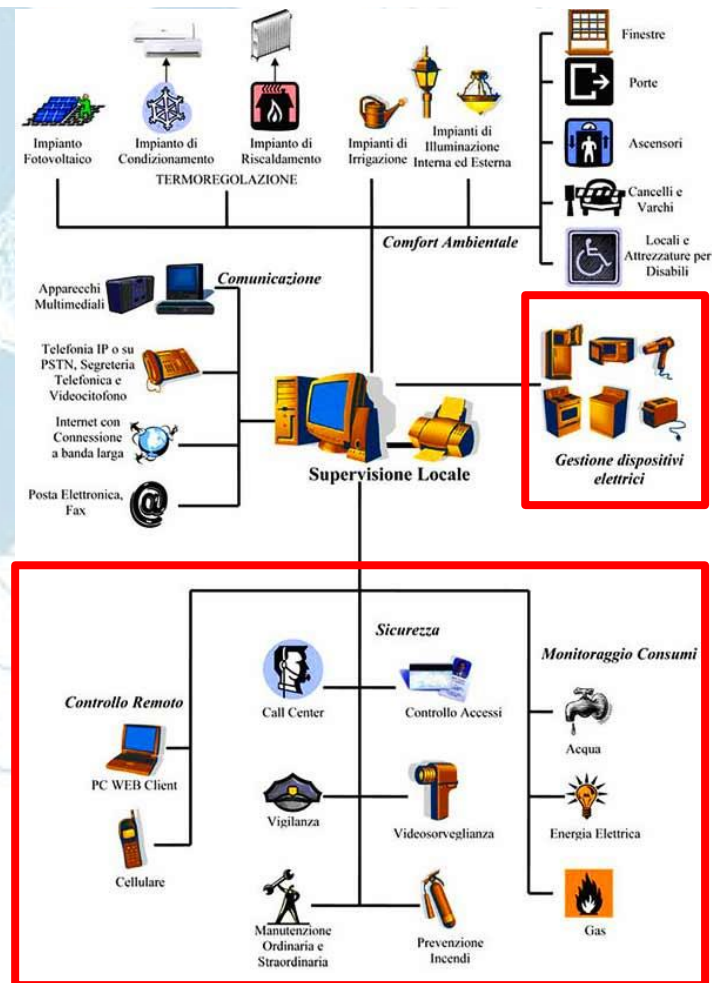 Impianto
Fotovoltaico
Impianto di
Condizionamento
Impianto di
Riscaldamento
TERMOREGOLAZIONE
Impianti di
Irrigazione
Impianti di
Illuminazione
Interna ed Esterna
Finestre
Porte
Ascensori
Cancelli e
Varchi
Locali e
Attrezzature per
Disabili
Comfort Ambientale
Comunicazione
Apparecchi
Multimediali
Telefonia IP o su
PSTN, Segreteria
Telefonica e
Videocitofono
Internet con
Connessione
a banda larga
Posta Elettronica,
Fax
@
Supervisione Locale
Gestione dispositivi
elettrici
Controllo Remoto
PC WEB Client
Cellulare
Sicurezza
Call Center
Controllo Accessi
Vigilanza
Videosorveglianza
Manutenzione
Ordinaria e
Straordinaria
Prevenzione
Incendi
Monitoraggio Consumi
Acqua
Energia Elettrica
Gas